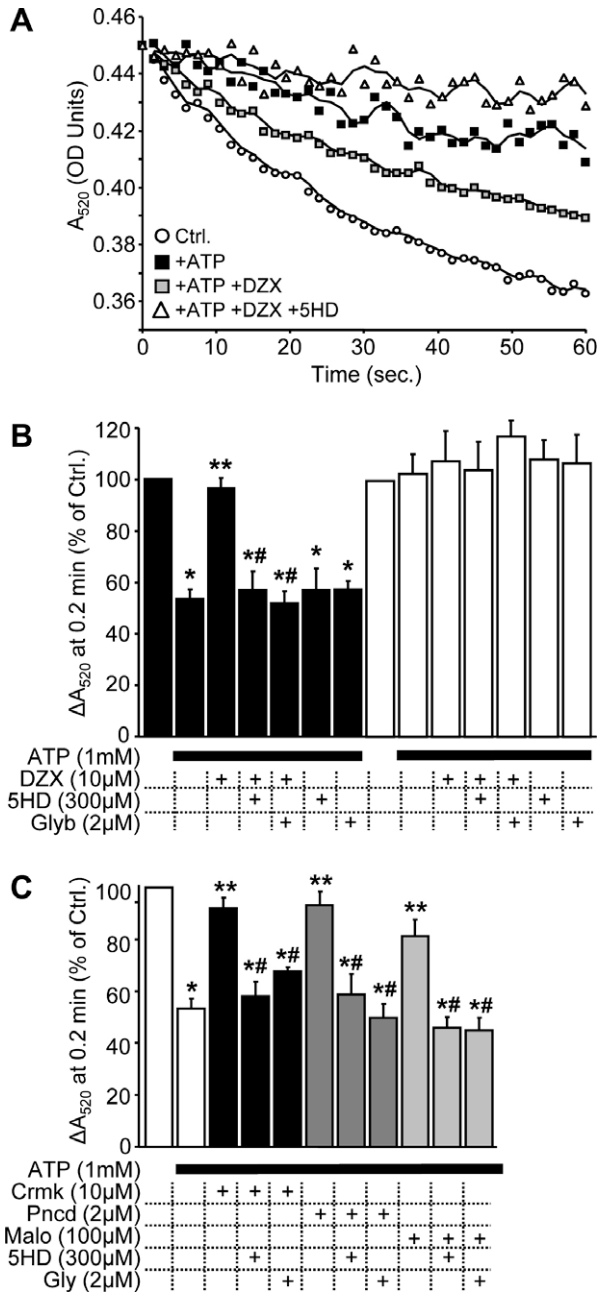 A
0.46
0.44
0.42
0.40
0.38
0.36
A520 (OD Units)
Ctrl.
+ATP
+ATP +DZX
+ATP +DZX +5HD
0 10 20 30 40 50 60
Time (sec.)
B
120
100
80
60
40
20
0
ΔA520 at 0.2 min (% of Ctrl.)
* ** *# *# * *
ATP (1mM)
DZX (10µM) + + + + + +
5HD (300µM) + + + +
Glyb (2µM) + + + +
C
100
80
60
40
20
0
ΔA520 at 0.2 min (% of Ctrl.)
* ** *# *# ** *# *# ** *# *#
ATP (1mM)
Crmk (10µM) + + +
Pncd (2µM) + + +
Malo (100µM) + + +
5HD (300µM) + + +
Gly (2µM) + + +